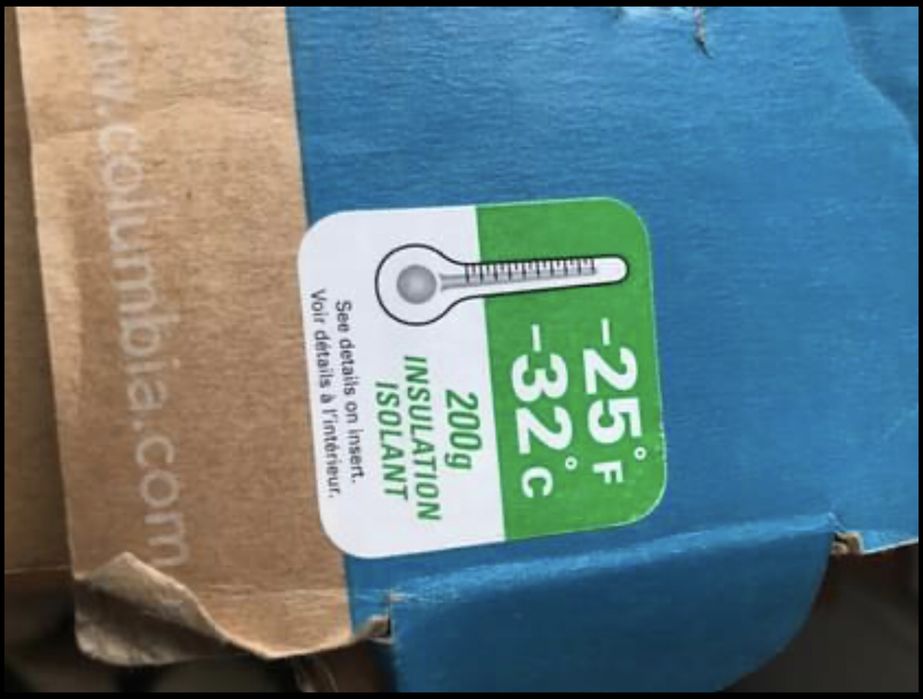 www.columbia.com
-25°F
-32°C
200g
INSULATION
ISOLANT
See details on insert.
Voir détails à l'intérieur.